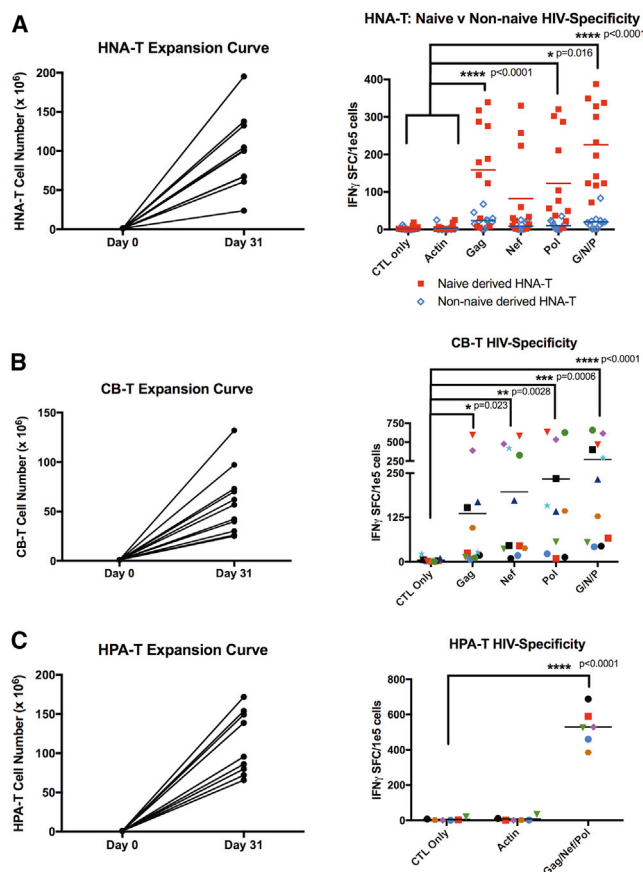 A
HNA-T Expansion Curve
HNA-T Cell Number (x 10⁶)
200
150
100
50
0
Day 0
Day 31
HNA-T: Naive v Non-naive HIV-Specificity
**** p<0.0001
* p=0.016
**** p<0.0001
IFNγ SFC/1e5 cells
400
300
200
100
0
CTL only
Actin
Gag
Nef
Pol
G/N/P
Naive derived HNA-T
Non-naive derived HNA-T
B
CB-T Expansion Curve
CB-T Cell Number (x 10⁶)
150
100
50
0
Day 0
Day 31
CB-T HIV-Specificity
**** p<0.0001
*** p=0.0006
** p=0.0028
* p=0.023
IFNγ SFC/1e5 cells
750
500
250
125
0
CTL Only
Gag
Nef
Pol
G/N/P
C
HPA-T Expansion Curve
HPA-T Cell Number (x 10⁶)
200
150
100
50
0
Day 0
Day 31
HPA-T HIV-Specificity
**** p<0.0001
IFNγ SFC/1e5 cells
800
600
400
200
0
CTL Only
Actin
Gag/Nef/Pol